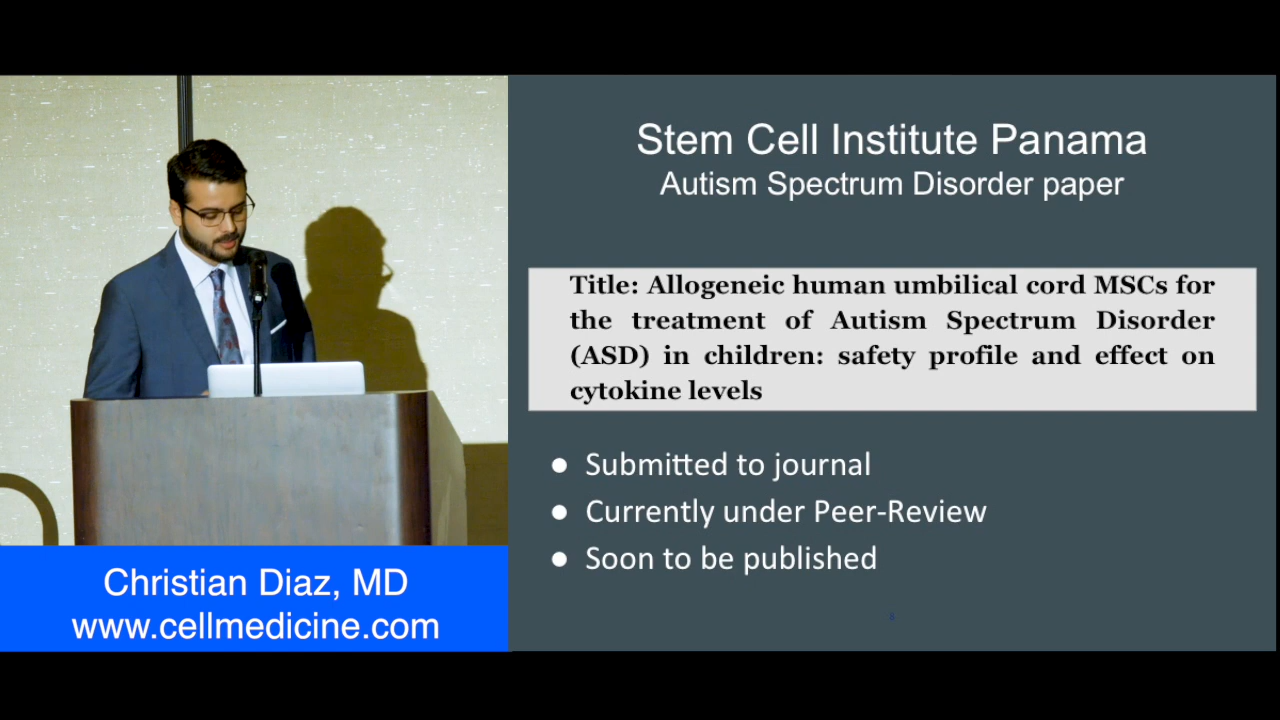 Stem Cell Institute Panama
Autism Spectrum Disorder paper
Title: Allogeneic human umbilical cord MSCs for
the treatment of Autism Spectrum Disorder
(ASD) in children: safety profile and effect on
cytokine levels
● Submitted to journal
● Currently under Peer-Review
● Soon to be published
Christian Diaz, MD
www.cellmedicine.com